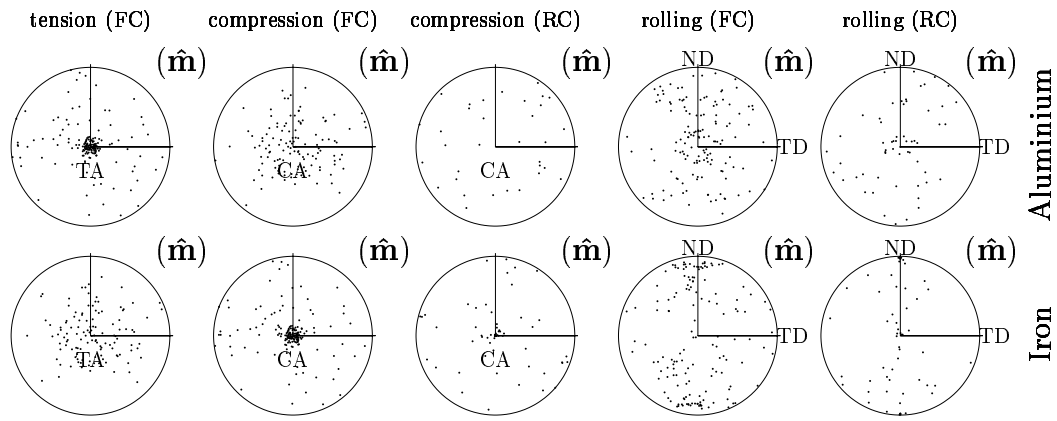 tension (FC) compression (FC) compression (RC) rolling (FC) rolling (RC)
(m̂) (m̂) (m̂) ND (m̂) ND (m̂)
TA CA CA TD TD
Aluminium
(m̂) (m̂) (m̂) ND (m̂) ND (m̂)
TA CA CA TD TD
Iron